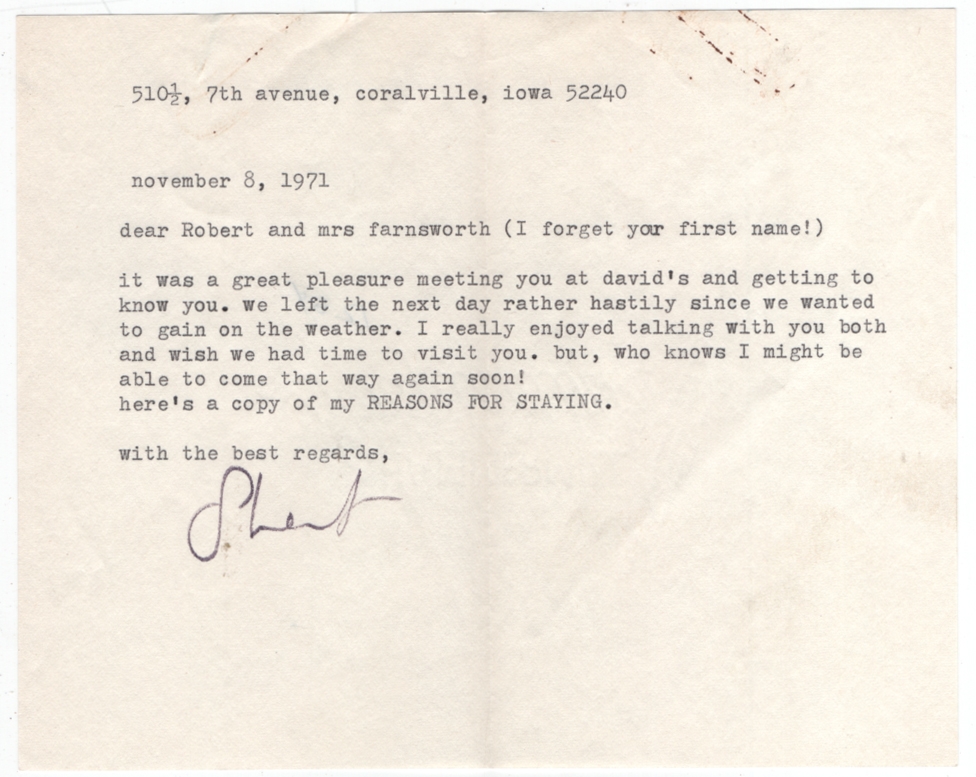 510½, 7th avenue, coralville, iowa 52240
november 8, 1971
dear Robert and mrs farnsworth (I forget your first name!)
it was a great pleasure meeting you at david's and getting to
know you. we left the next day rather hastily since we wanted
to gain on the weather. I really enjoyed talking with you both
and wish we had time to visit you. but, who knows I might be
able to come that way again soon!
here's a copy of my REASONS FOR STAYING.
with the best regards,